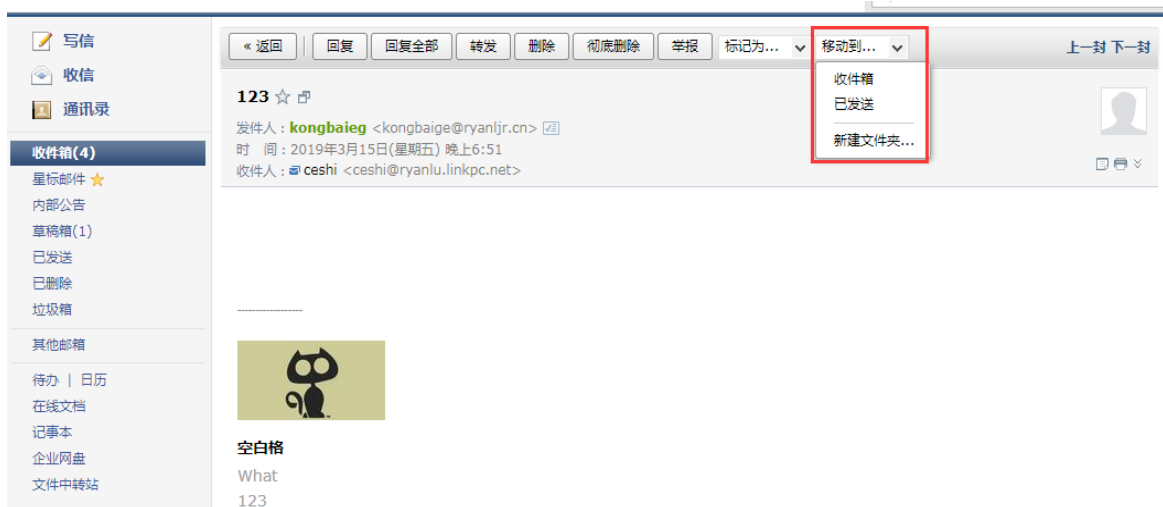 写信
收信
通讯录
收件箱(4)
星标邮件
内部公告
草稿箱(1)
已发送
已删除
垃圾箱
其他邮箱
待办 | 日历
在线文档
记事本
企业网盘
文件中转站
« 返回 回复 回复全部 转发 删除 彻底删除 举报 标记为... 移动到... 上一封 下一封
收件箱
已发送
新建文件夹...
123
发件人：kongbaieg <kongbaige@ryanljr.cn>
时 间：2019年3月15日(星期五) 晚上6:51
收件人：ceshi <ceshi@ryanlu.linkpc.net>
------------------
空白格
What
123